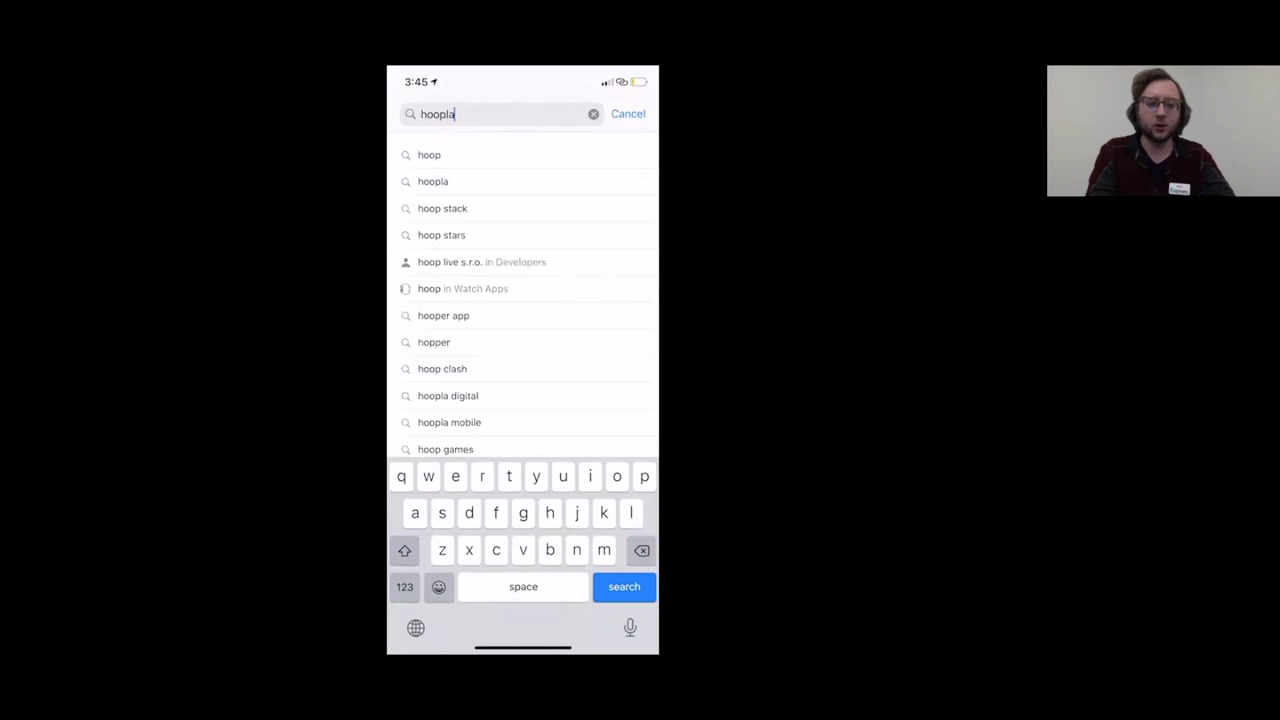 3:45
hoopla
Cancel
hoop
hoopla
hoop stack
hoop stars
hoop live s.r.o. in Developers
hoop in Watch Apps
hooper app
hopper
hoop clash
hoopla digital
hoopla mobile
hoop games
q w e r t y u i o p
a s d f g h j k l
z x c v b n m
123
space
search